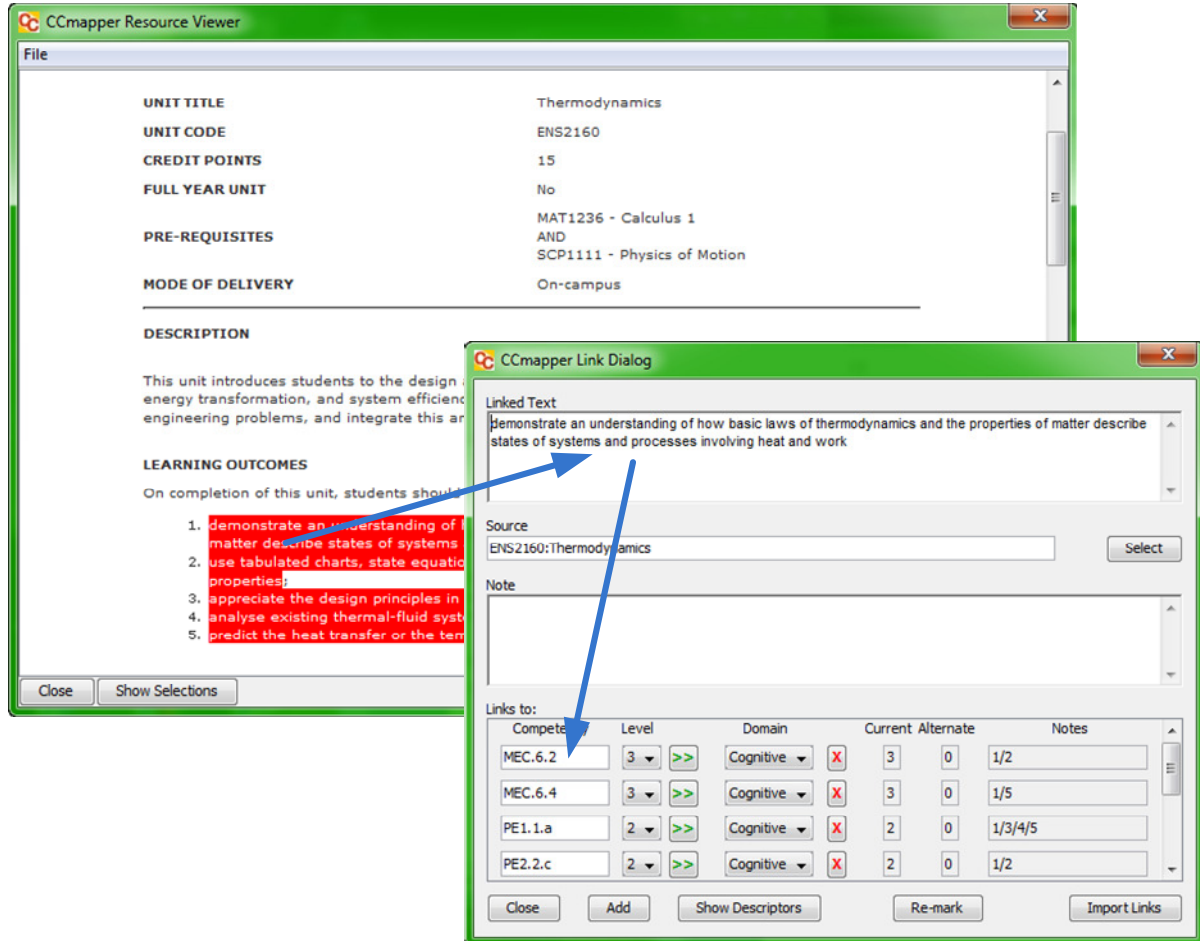 CCmapper Resource Viewer
File
UNIT TITLE Thermodynamics
UNIT CODE ENS2160
CREDIT POINTS 15
FULL YEAR UNIT No
PRE-REQUISITES MAT1236 - Calculus 1
AND
SCP1111 - Physics of Motion
MODE OF DELIVERY On-campus
DESCRIPTION
This unit introduces students to the design
energy transformation, and system efficienc
engineering problems, and integrate this
LEARNING OUTCOMES
On completion of this unit, students should
1. demonstrate an understanding of
matter describe states of systems
2. use tabulated charts, state equatio
properties;
3. appreciate the design principles in
4. analyse existing thermal-fluid syst
5. predict the heat transfer or the tem
Close Show Selections
CCmapper Link Dialog
Linked Text
demonstrate an understanding of how basic laws of thermodynamics and the properties of matter describe
states of systems and processes involving heat and work
Source
ENS2160:Thermodynamics Select
Note
Links to:
Competency Level Domain Current Alternate Notes
MEC.6.2 3 >> Cognitive X 3 0 1/2
MEC.6.4 3 >> Cognitive X 3 0 1/5
PE1.1.a 2 >> Cognitive X 2 0 1/3/4/5
PE2.2.c 2 >> Cognitive X 2 0 1/2
Close Add Show Descriptors Re-mark Import Links